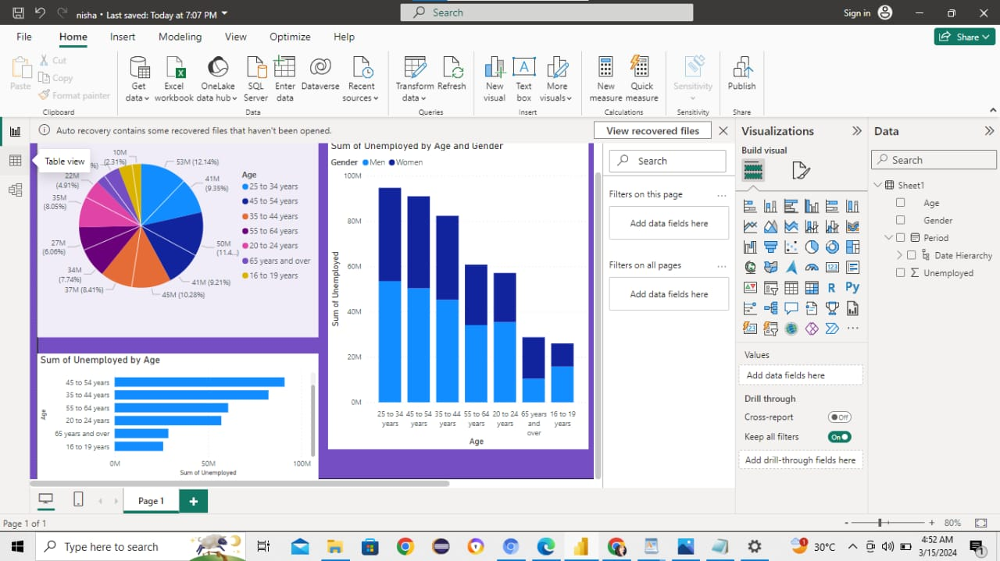 nisha • Last saved: Today at 7:07 PM
Search
Sign in
File
Home
Insert
Modeling
View
Optimize
Help
Share
Paste
Cut
Copy
Format painter
Clipboard
Get data
Excel workbook
OneLake data hub
SQL Server
Enter data
Dataverse
Recent sources
Data
Transform data
Refresh
Queries
New visual
Text box
More visuals
Insert
New measure
Quick measure
Calculations
Sensitivity
Sensitivity
Publish
Share
Auto recovery contains some recovered files that haven't been opened.
View recovered files
Table view
10M
(2.31%)
53M (12.14%)
41M
(9.35%)
50M
(11.4...)
41M (9.21%)
45M (10.28%)
37M (8.41%)
34M
(7.74%)
27M
(6.06%)
35M
(8.05%)
22M
(4.91%)
Age
25 to 34 years
45 to 54 years
35 to 44 years
55 to 64 years
20 to 24 years
65 years and over
16 to 19 years
Sum of Unemployed by Age
Age
45 to 54 years
35 to 44 years
55 to 64 years
20 to 24 years
65 years and over
16 to 19 years
0M
50M
100M
Sum of Unemployed
Sum of Unemployed by Age and Gender
Gender
Men
Women
Sum of Unemployed
100M
80M
60M
40M
20M
0M
25 to 34 years
45 to 54 years
35 to 44 years
55 to 64 years
20 to 24 years
65 years and over
16 to 19 years
Age
Search
Filters on this page
...
Add data fields here
Filters on all pages
...
Add data fields here
Visualizations
Build visual
123
R
Py
123
...
Values
Add data fields here
Drill through
Cross-report
Off
Keep all filters
On
Add drill-through fields here
Data
Search
Sheet1
Age
Gender
Period
Date Hierarchy
Σ Unemployed
Page 1
+
Page 1 of 1
- + 80%
Type here to search
1
30°C
4:52 AM
3/15/2024
1